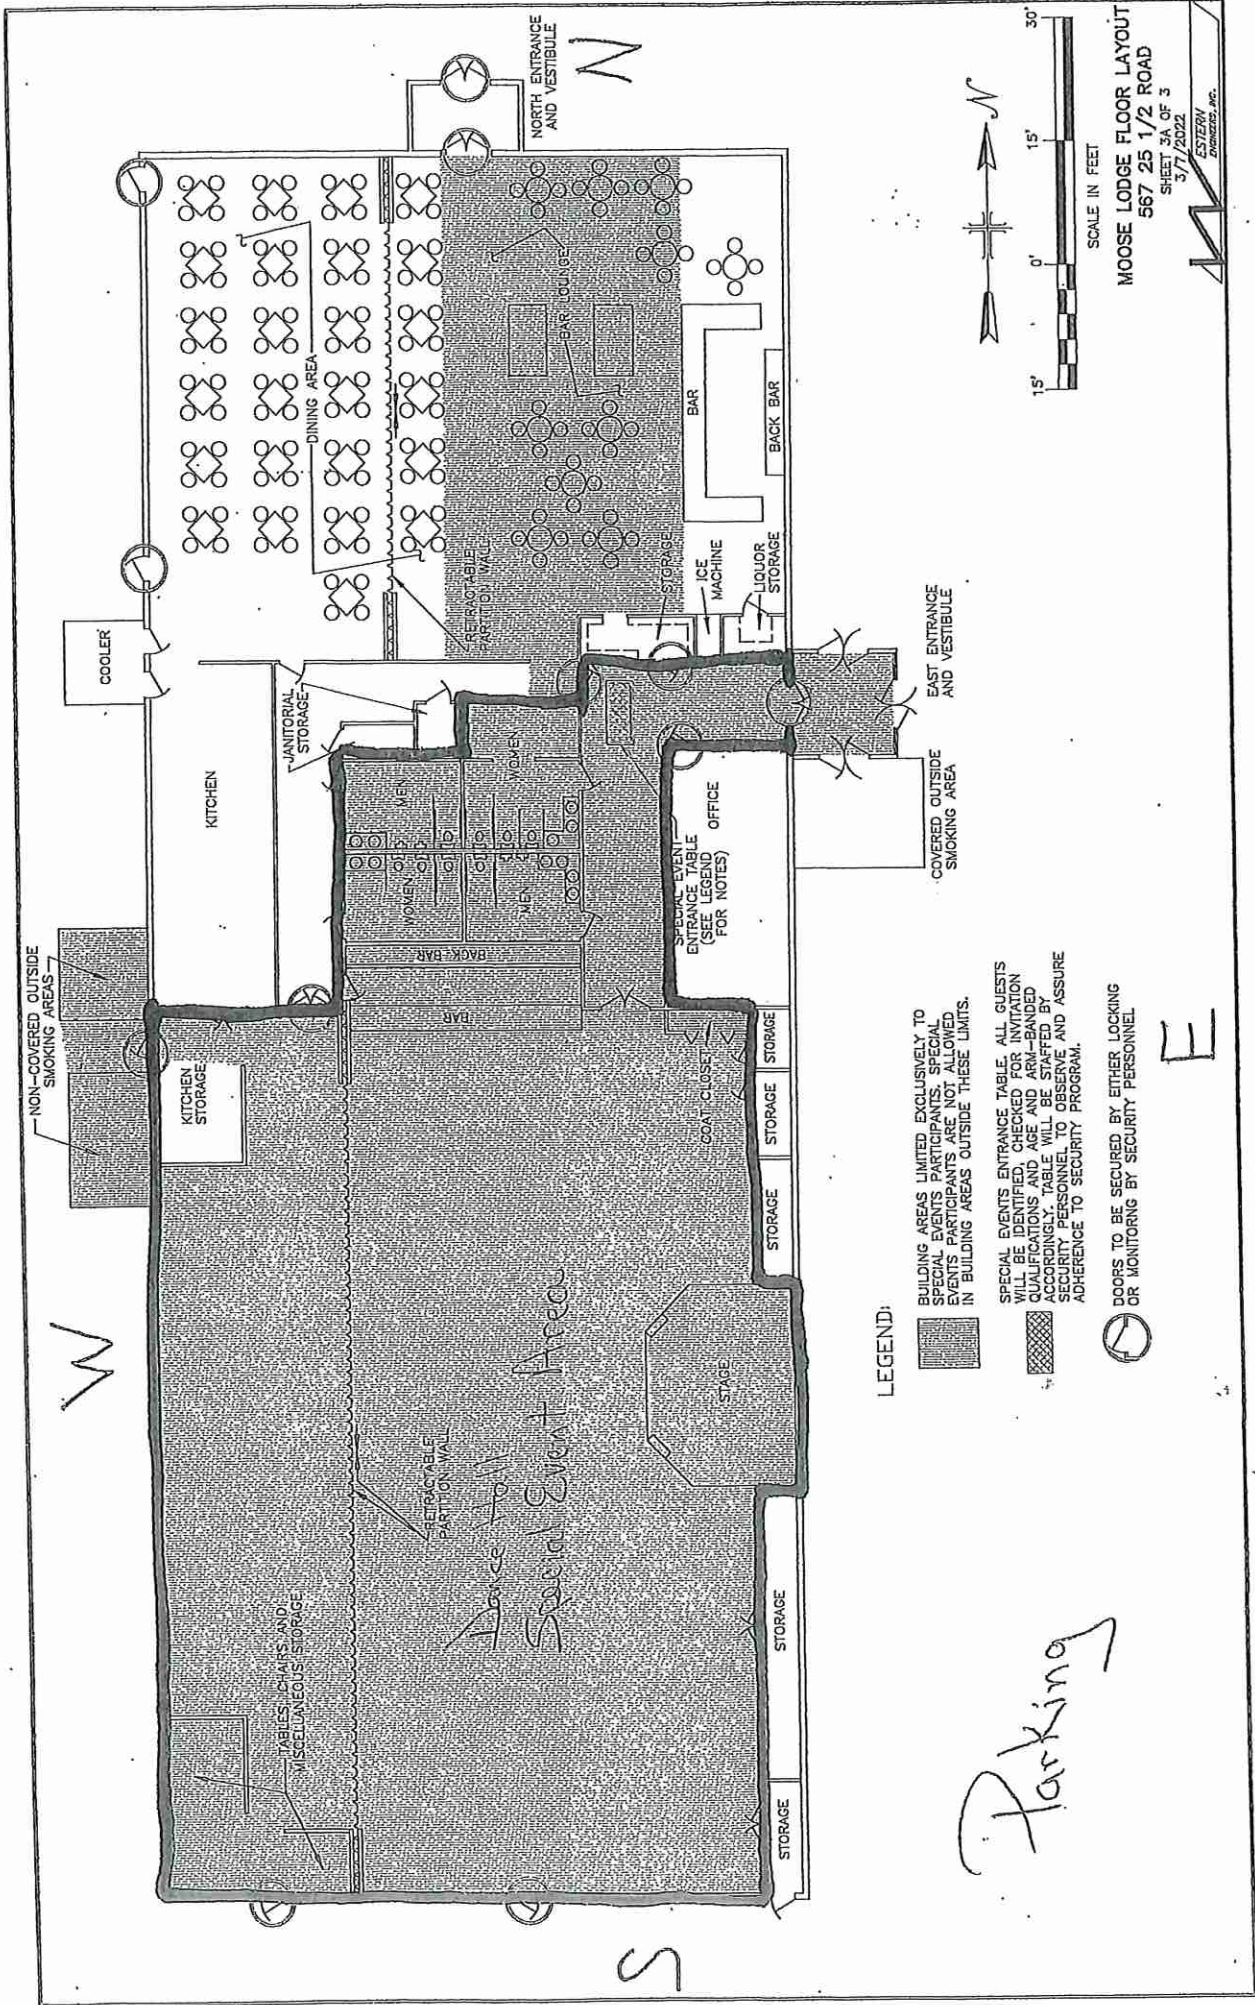 W
NON-COVERED OUTSIDE
SMOKING AREAS
TABLES, CHAIRS AND
MISCELLANEOUS STORAGE
KITCHEN
STORAGE
KITCHEN
COOLER
JANITORIAL
STORAGE
DINING AREA
RETRACTABLE
PARTITION WALL
RETRACTABLE
PARTITION WALL
NORTH ENTRANCE
AND VESTIBULE
N
S
Dance Hall
Special Event Area
STAGE
BAR
BACK BAR
WOMEN
MEN
MEN
WOMEN
COAT CLOSET
SPECIAL EVENT
ENTRANCE TABLE
(SEE LEGEND
FOR NOTES)
OFFICE
STORAGE
ICE
MACHINE
LIQUOR
STORAGE
BAR LOUNGE
BAR
BACK BAR
STORAGE
STORAGE
STORAGE
STORAGE
STORAGE
COVERED OUTSIDE
SMOKING AREA
EAST ENTRANCE
AND VESTIBULE
Parking
E
LEGEND:
BUILDING AREAS LIMITED EXCLUSIVELY TO
SPECIAL EVENTS PARTICIPANTS. SPECIAL
EVENTS PARTICIPANTS ARE NOT ALLOWED
IN BUILDING AREAS OUTSIDE THESE LIMITS.
SPECIAL EVENTS ENTRANCE TABLE. ALL GUESTS
WILL BE IDENTIFIED, CHECKED FOR INVITATION
QUALIFICATIONS AND AGE AND ARM-BANDED
ACCORDINGLY. TABLE WILL BE STAFFED BY
SECURITY PERSONNEL TO OBSERVE AND ASSURE
ADHERENCE TO SECURITY PROGRAM.
DOORS TO BE SECURED BY EITHER LOCKING
OR MONITORNG BY SECURITY PERSONNEL
N
15' 0' 15' 30'
SCALE IN FEET
MOOSE LODGE FLOOR LAYOUT
567 25 1/2 ROAD
SHEET 3A OF 3
3/7/2022
W
ESTERN
ENGINEERS, INC.